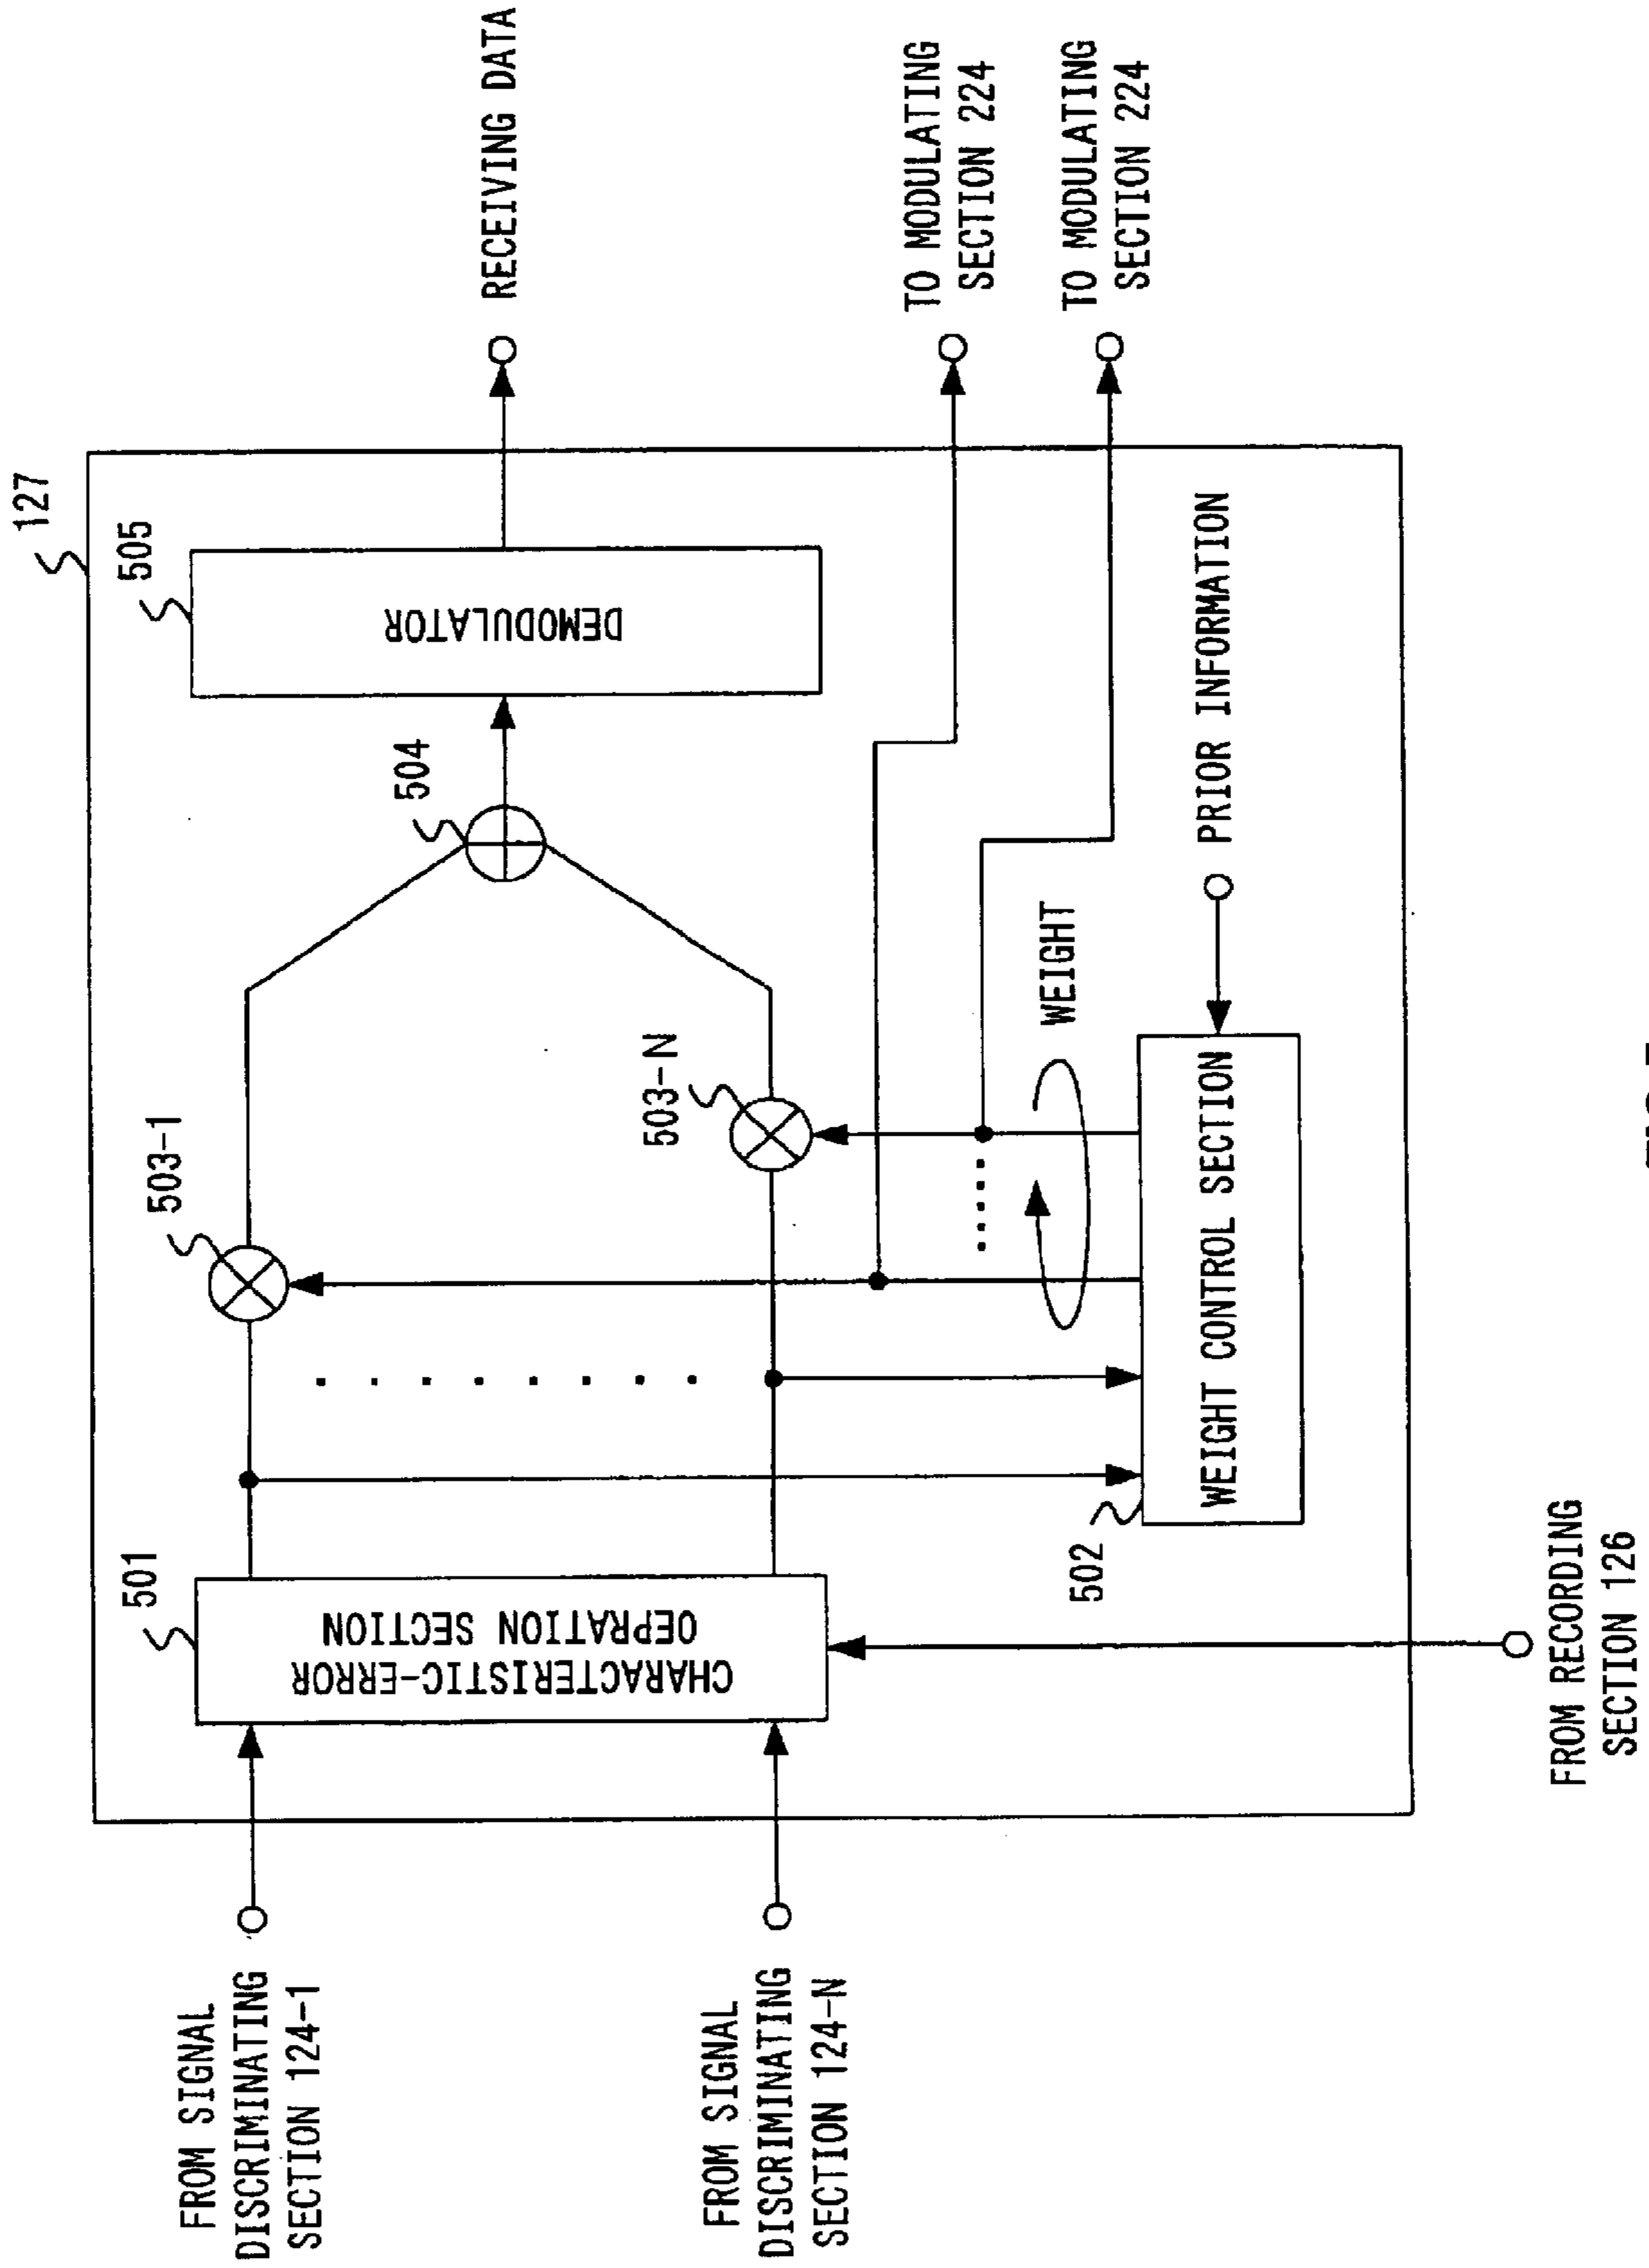 127
FROM SIGNAL
DISCRIMINATING
SECTION 124-1
FROM SIGNAL
DISCRIMINATING
SECTION 124-N
501
CHARACTERISTIC-ERROR
OEPRATION SECTION
503-1
503-N
504
505
DEMODULATOR
RECEIVING DATA
TO MODULATING
SECTION 224
TO MODULATING
SECTION 224
WEIGHT
502
WEIGHT CONTROL SECTION
PRIOR INFORMATION
FROM RECORDING
SECTION 126